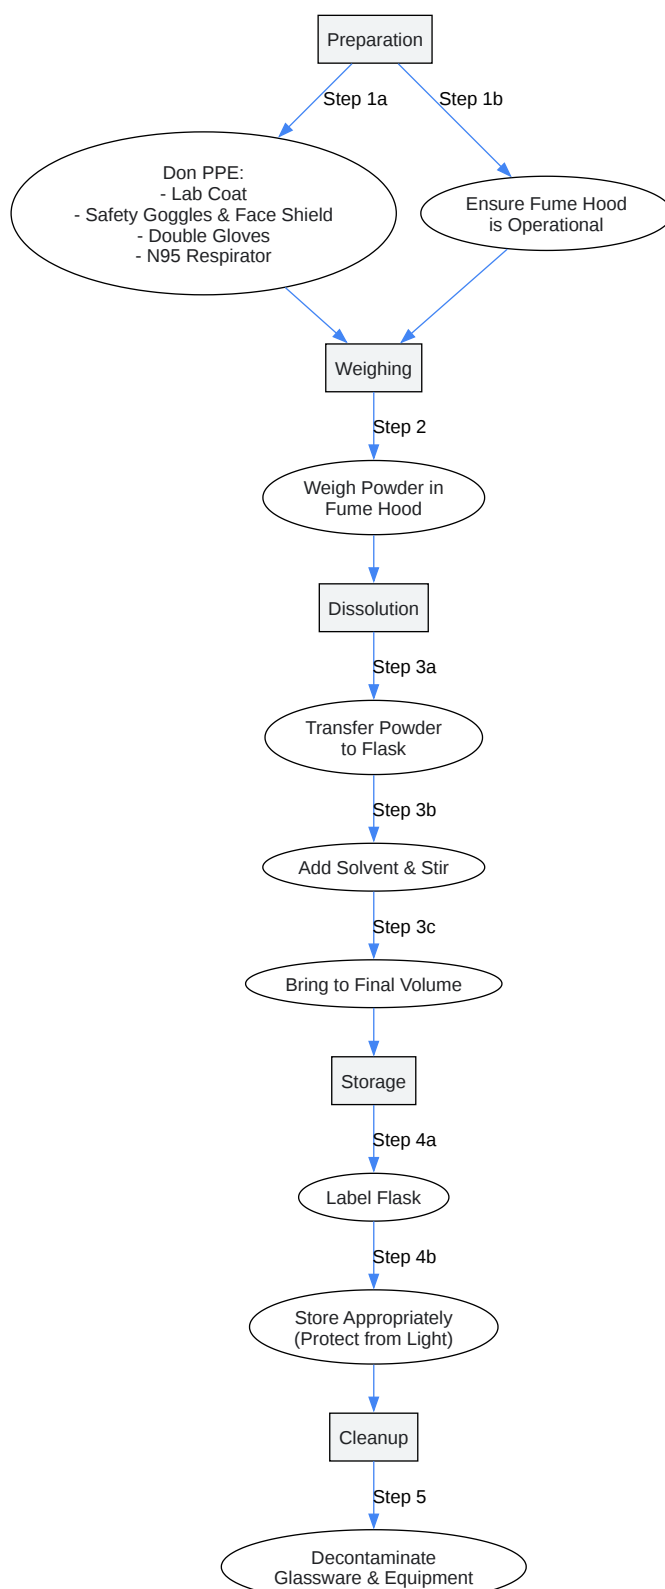 Preparation
Step 1a
Step 1b
Don PPE:
- Lab Coat
- Safety Goggles & Face Shield
- Double Gloves
- N95 Respirator
Ensure Fume Hood
is Operational
Weighing
Step 2
Weigh Powder in
Fume Hood
Dissolution
Step 3a
Transfer Powder
to Flask
Step 3b
Add Solvent & Stir
Step 3c
Bring to Final Volume
Storage
Step 4a
Label Flask
Step 4b
Store Appropriately
(Protect from Light)
Cleanup
Step 5
Decontaminate
Glassware & Equipment